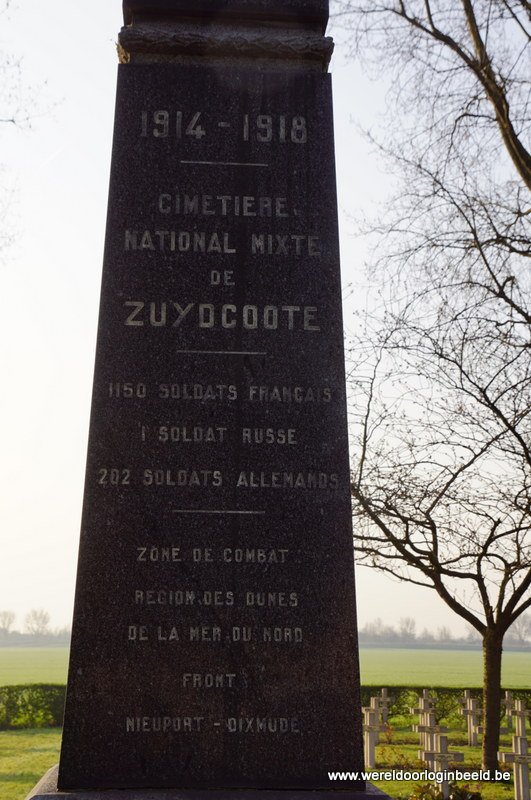 1914 - 1918
CIMETIERE
NATIONAL MIXTE
DE
ZUYDCOOTE
1150 SOLDATS FRANÇAIS
1 SOLDAT RUSSE
202 SOLDATS ALLEMANDS
ZONE DE COMBAT
REGION DES DUNES
DE LA MER DU NORD
FRONT
NIEUPORT - DIXMUDE
www.wereldoorloginbeeld.be